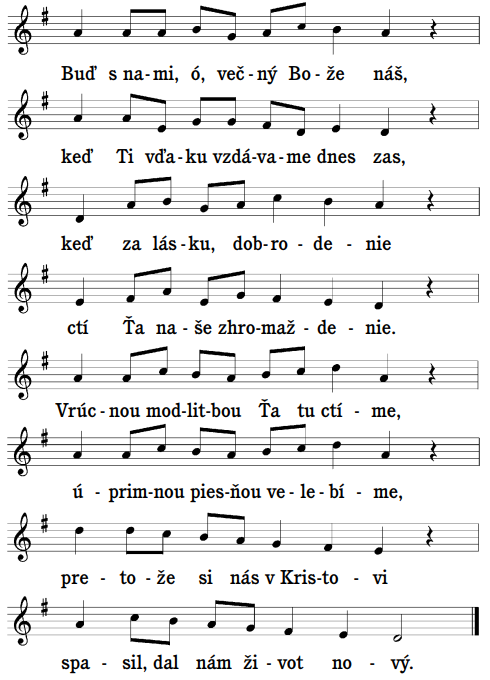 Buď s na - mi, ó, več - ný Bo - že náš,
keď Ti vďa - ku vzdá - va - me dnes zas,
keď za lás - ku, dob - ro - de - nie
ctí Ťa na - še zhro - maž - de - nie.
Vrúc - nou mod - lit - bou Ťa tu ctí - me,
ú - prim - nou pies - ňou ve - le - bí - me,
pre - to - že si nás v Kris - to - vi
spa - sil, dal nám ži - vot no - vý.